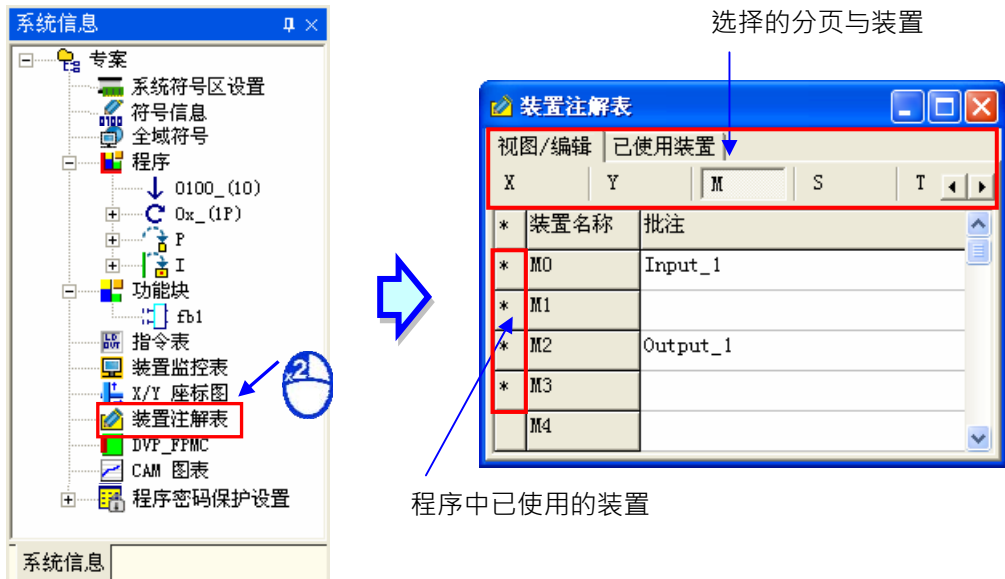 系统信息
专案
系统符号区设置
符号信息
全域符号
程序
O100_(10)
Ox_(1P)
P
I
功能块
fb1
指令表
装置监控表
X/Y 座标图
装置注解表
DVP_FPMC
CAM 图表
程序密码保护设置
系统信息
x2
选择的分页与装置
装置注解表
视图/编辑 已使用装置
X Y M S T
* 装置名称 批注
* M0 Input_1
* M1
* M2 Output_1
* M3
M4
程序中已使用的装置